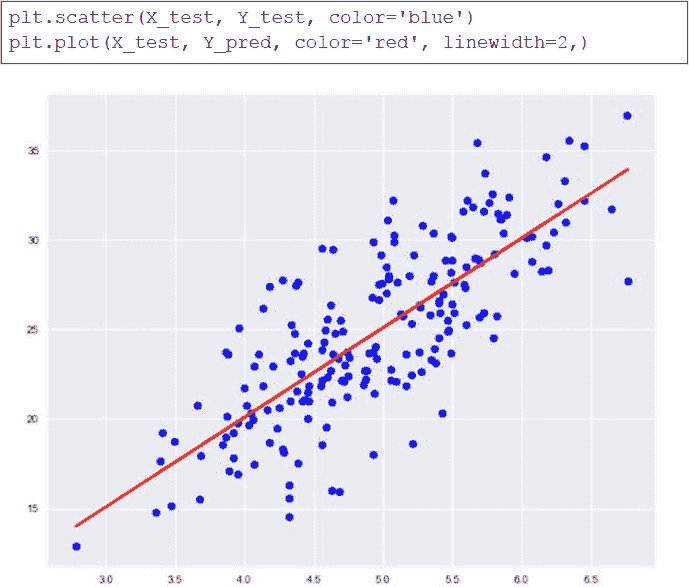 plt.scatter(X_test, Y_test, color='blue')
plt.plot(X_test, Y_pred, color='red', linewidth=2,)
35
30
25
20
15
3.0 3.5 4.0 4.5 5.0 5.5 6.0 6.5